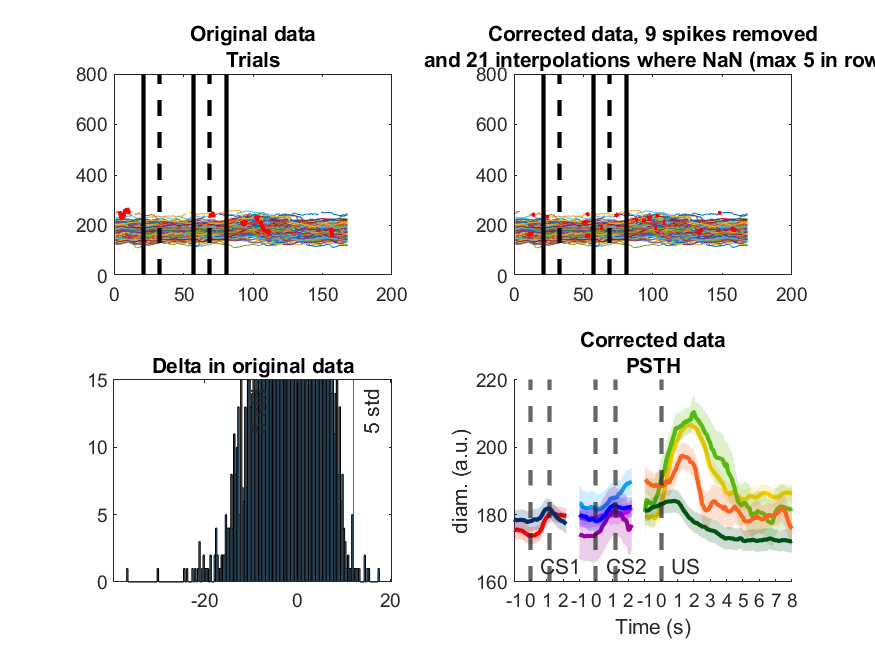 Original data
Trials
800
600
400
200
0
0
50
100
150
200
Corrected data, 9 spikes removed
and 21 interpolations where NaN (max 5 in row
800
600
400
200
0
0
50
100
150
200
Delta in original data
15
10
5
0
-20
0
20
5 std
Corrected data
PSTH
diam. (a.u.)
220
200
180
160
CS1
CS2
US
-1 0 1 2 -1 0 1 2 -1 0 1 2 3 4 5 6 7 8
Time (s)